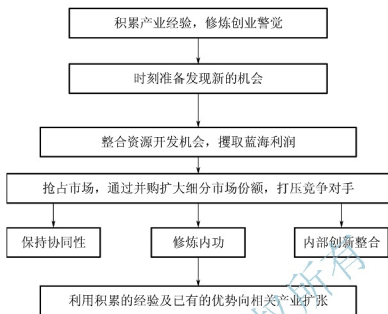 积累产业经验，修炼创业警觉
时刻准备发现新的机会
整合资源开发机会，攫取蓝海利润
抢占市场，通过并购扩大细分市场份额，打压竞争对手
保持协同性
修炼内功
内部创新整合
利用积累的经验及已有的优势向相关产业扩张
权所有